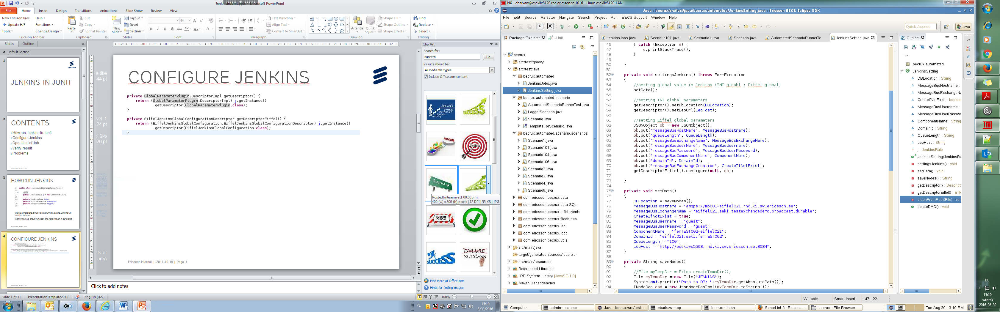 JenkinsInJUnit.pptx - Microsoft PowerPoint
File Home Insert Design Transitions Animations Slide Show Review View
New Ericsson Pres. Help
Update H/F Functions
Tools Change Design
Ericsson Toolbar
Paste
Cut
Copy
Format Painter
Clipboard
New Slide
Layout
Reset
Section
Slides
44
Font
Text Direction
Align Text
Convert to SmartArt
Paragraph
Arrange
Quick Styles
Shape Fill
Shape Outline
Shape Effects
Drawing
Find
Replace
Select
Editing
Slides Outline
Default Section
1
ERICSSON
JENKINS IN JUNIT
2
CONTENTS
›How run Jenkins in Junit
›Configure Jenkins
›Operation of Job
›Verify result
›Problems
3
HOW RUN JENKINS
public class AutomatedScenarioRunnerTest {
@Rule
public JenkinsRule j = new JenkinsRule();
private JenkinsJobs jobs;
private List<Scenario> scenarios;
private LoggerScenario logger;
Using annotations @Rule causes running Jenkins. Jenkins will
created in target.
Sometimes we should run clean and install maven in our project
4
CONFIGURE JENKINS
e title
44 pt
vel 1
24 pt
el 2-5
20 pt
cts or
area
CONFIGURE JENKINS
private GlobalParameterPlugin.DescriptorImpl getDescriptor() {
return (GlobalParameterPlugin.DescriptorImpl) j.getInstance()
.getDescriptor(GlobalParameterPlugin.class);
}
private EiffelJenkinsGlobalConfigurationDescriptor getDescriptorEiffel() {
return (EiffelJenkinsGlobalConfiguration.EiffelJenkinsGlobalConfigurationDescriptor) j.getInstance()
.getDescriptor(EiffelJenkinsGlobalConfiguration.class);
}
Ericsson Internal | 2011-10-19 | Page 4
Click to add notes
Slide 4 of 11 "PresentationTemplate2011" English (U.S.) 100%
Clip Art
Search for:
success Go
Results should be:
All media file types
Include Office.com content
SUCCESS
practice
instruction
training
learning
SUCCESS
SUCCESS
Success
Success
SUCCESS
PostedbyJeremyat1:00:00p.m.
400 (w) x 300 (h) pixels | 72 DPI | 55 KB | JPG
SUCCESS AHEAD!
SUCCESS
FAILURE
SUCCESS
Find more at Office.com
Hints for finding images
PL 15:10
8/30/2016
NX - ebarkaw@esekilx8120.rnd.ericsson.se:1016 - Linux-esekilx8120-LAN
Java - becrux/src/test/java/becrux/automated/JenkinsSetting.java - Ericsson EECS Eclipse SDK
File Edit Source Refactor Navigate Search Project Run EECS Support Window Help
Quick Access Java
Package Explorer JUnit
becrux
src/test/groovy
src/test/java
becrux.automated
JenkinsJobs.java
JenkinsSetting.java
becrux.automated.scenario
AutomatedScenarioRunnerTest.java
LoggerScenario.java
Scenario.java
TemplateForScenario.java
becrux.automated.scenario.scenarios
Scenario1.java
Scenario101.java
Scenario104.java
Scenario106.java
Scenario2.java
Scenario3.java
Scenario4.java
Scenario6.java
com.ericsson.becrux.data
com.ericsson.becrux.data.SQL
com.ericsson.becrux.eiffel.events
com.ericsson.becrux.filedb.dao
com.ericsson.becrux.leo
com.ericsson.becrux.loop
com.ericsson.becrux.utils
src/main/java
target/generated-sources/localizer
src/main/resources
Referenced Libraries
JRE System Library [JavaSE-1.8]
Maven Dependencies
JenkinsJobs.java Scenario101.java Scenario1.java Scenario.java AutomatedScenarioRunnerTe JenkinsSetting.java
46 } catch (Exception e) {
47 e.printStackTrace();
48 }
49
50 }
51
52 private void settingsJenkins() throws FormException
53 {
54 //setting global value in Jenkins (INT-gloabl ; Eiffel-global)
55 setData();
56
57 //setting INT global parameters
58 getDescriptor().setDbLocation(DBLocation);
59 getDescriptor().setLeoUrl(LeoHost);
60
61 //setting Eiffel global parameters
62 JSONObject ob = new JSONObject();
63 ob.put("messageBusHostName", MessageBusHostname);
64 ob.put("queueLength", QueueLength);
65 ob.put("messageBusExchangeName", MessageBusExchangeName);
66 ob.put("messageBusUserName", MessageBusUsername);
67 ob.put("messageBusPassword", MessageBusUserPassword);
68 ob.put("messageBusComponentName", ComponentName);
69 ob.put("domainId", DomainId);
70 ob.put("messageBusExchangeCreation", CreateIfNotExist);
71 getDescriptorEiffel().configure(null, ob);
72
73 }
74
75 private void setData()
76 {
77 DBLocation = saveNodes();
78 MessageBusHostname = "amqps://mb001-eiffel021.rnd.ki.sw.ericsson.se";
79 MessageBusExchangeName = "eiffel021.seki.testexchangedemo.broadcast.durable";
80 CreateIfNotExist = true;
81 MessageBusUsername = "guest";
82 MessageBusUserPassword = "guest";
83 ComponentName = "femTEST002-eiffel021";
84 DomainId = "eiffel021.seki.femTEST002";
85 QueueLength = "100";
86 LeoHost = "http://esekiws5503.rnd.ki.sw.ericsson.se:8084";
87 }
88
89 private String saveNodes()
90 {
91 //File myTempDir = Files.createTempDir();
92 File myTempDir = new File("JENKINS");
93 System.out.println("Path to DB: "+myTempDir.getAbsolutePath());
94 INodeDao dao = new JsonNodeDaoImpl(myTempDir.toString());
Outline
becrux.automated
JenkinsSetting
DBLocation : String
MessageBusHostname :
MessageBusExchangeNa
CreateIfNotExist : boolean
MessageBusUsername :
MessageBusUserPasswo
ComponentName : String
DomainId : String
QueueLength : String
LeoHost : String
j : JenkinsRule
JenkinsSetting(JenkinsRu
settingsJenkins() : void
setData() : void
saveNodes() : String
getDescriptor() : Descript
getDescriptorEiffel() : Eiffe
cleanFromPath(File) : voi
deleteDAO() : void
Writable Smart Insert 147 : 22
Computer admin : eclipse Java - becrux/src/test... ebarkaw : top becrux : bash SonarLint for Eclipse ... becrux - File Browser Tue Aug 30, 3:10 PM
PL
15:10
wtorek
2016-08-30